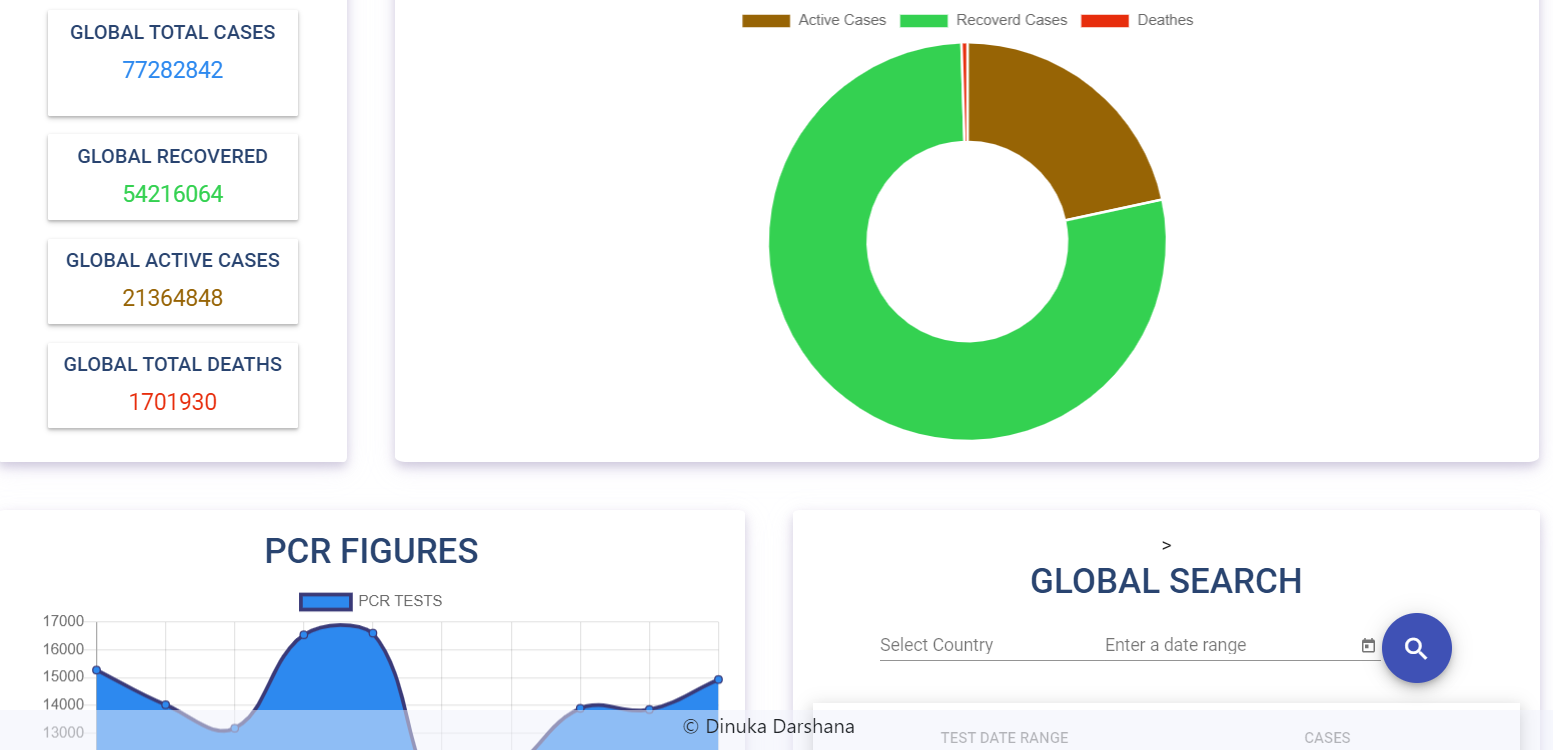 GLOBAL TOTAL CASES
77282842
GLOBAL RECOVERED
54216064
GLOBAL ACTIVE CASES
21364848
GLOBAL TOTAL DEATHS
1701930
Active Cases Recoverd Cases Deathes
PCR FIGURES
PCR TESTS
17000
16000
15000
14000
13000
>
GLOBAL SEARCH
Select Country Enter a date range
TEST DATE RANGE CASES
© Dinuka Darshana